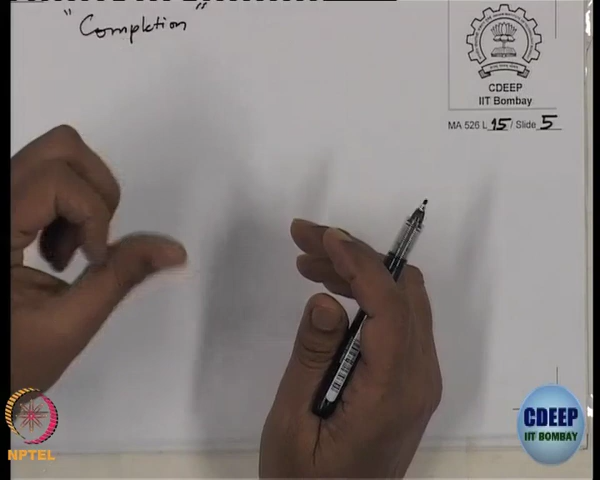 "Completion"
CDEEP
IIT Bombay
MA 526 L 15 / Slide 5
NPTEL
CDEEP
IIT BOMBAY